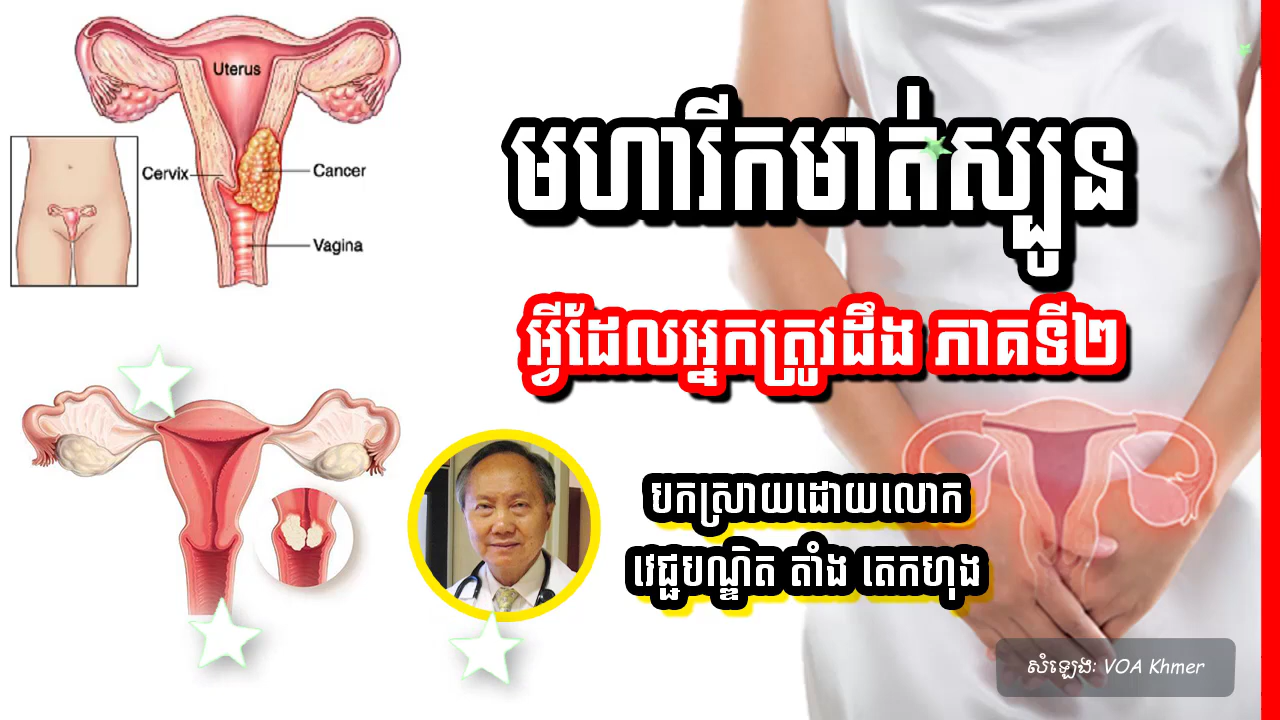 Uterus
Cervix
Cancer
Vagina
មហារីកមាត់ស្បូន
អ្វីដែលអ្នកត្រូវដឹង ភាគទី២
បកស្រាយដោយលោក
វេជ្ជបណ្ឌិត តាំង តេកហុង
សំឡេង: VOA Khmer